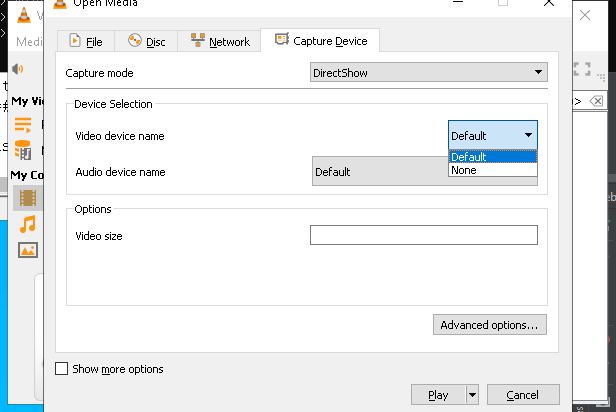 Open Media
Medi
File
Disc
Network
Capture Device
Capture mode
DirectShow
Device Selection
My Vi
Video device name
Default
Default
None
Audio device name
Default
My Co
Options
Video size
Advanced options...
Show more options
Play
Cancel